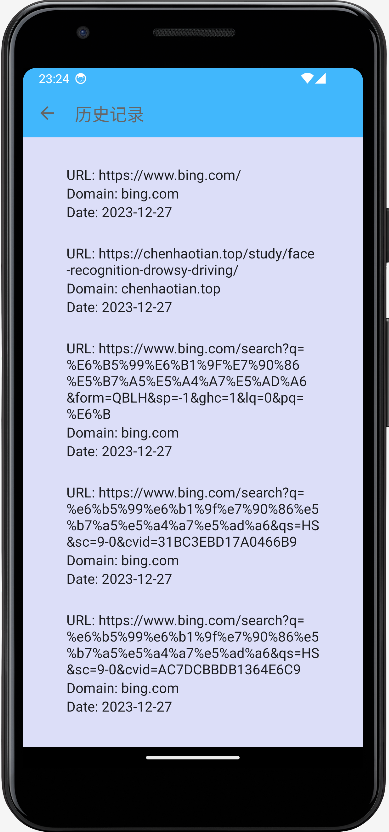 23:24
历史记录
URL: https://www.bing.com/
Domain: bing.com
Date: 2023-12-27
URL: https://chenhaotian.top/study/face
-recognition-drowsy-driving/
Domain: chenhaotian.top
Date: 2023-12-27
URL: https://www.bing.com/search?q=
%E6%B5%99%E6%B1%9F%E7%90%86
%E5%B7%A5%E5%A4%A7%E5%AD%A6
&form=QBLH&sp=-1&ghc=1&lq=0&pq=
%E6%B
Domain: bing.com
Date: 2023-12-27
URL: https://www.bing.com/search?q=
%e6%b5%99%e6%b1%9f%e7%90%86%e5
%b7%a5%e5%a4%a7%e5%ad%a6&qs=HS
&sc=9-0&cvid=31BC3EBD17A0466B9
Domain: bing.com
Date: 2023-12-27
URL: https://www.bing.com/search?q=
%e6%b5%99%e6%b1%9f%e7%90%86%e5
%b7%a5%e5%a4%a7%e5%ad%a6&qs=HS
&sc=9-0&cvid=AC7DCBBDB1364E6C9
Domain: bing.com
Date: 2023-12-27